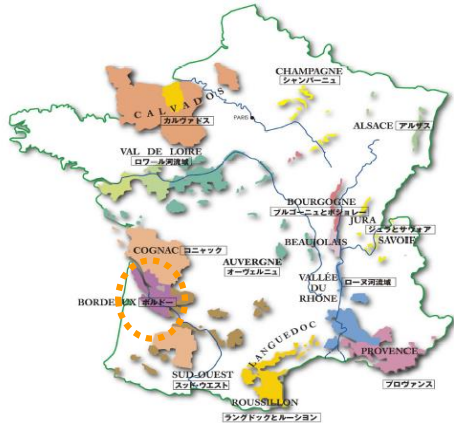 CHAMPAGNE
シャンパーニュ
CALVADOS
カルヴァドス
PARIS
ALSACE アルザス
VAL DE LOIRE
ロワール河流域
BOURGOGNE
ブルゴーニュとボジョレー
JURA
ジュラとサヴォア
SAVOIE
BEAUJOLAIS
COGNAC コニャック
AUVERGNE
オーヴェルニュ
VALLÉE
DU
RHÔNE
ローヌ河流域
BORDEAUX ボルドー
LANGUEDOC
PROVENCE
プロヴァンス
SUD-OUEST
スッド・ウエスト
ROUSSILLON
ラングドックとルーション